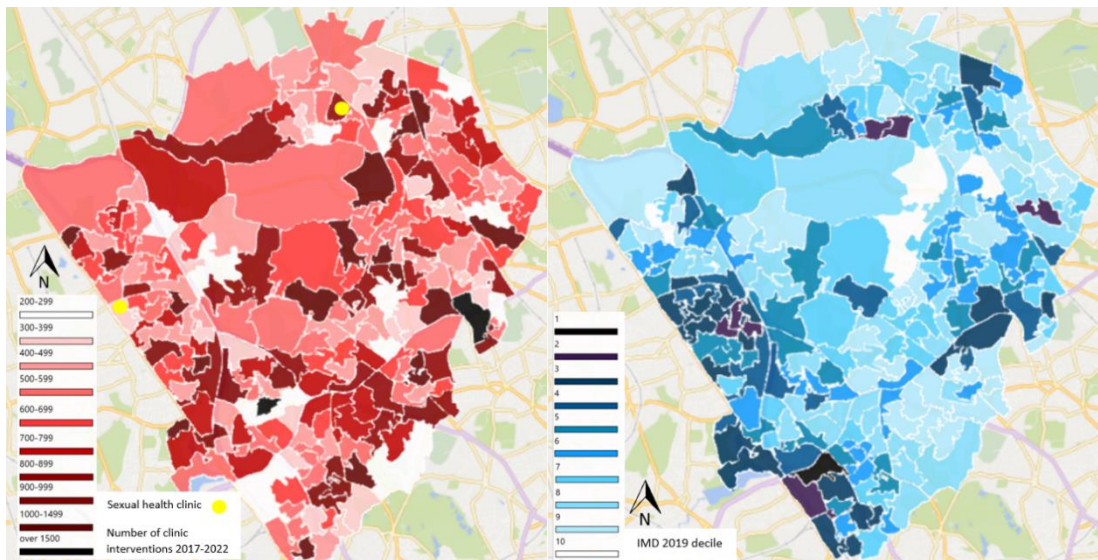 N
200-299
300-399
400-499
500-599
600-699
700-799
800-899
900-999
1000-1499
over 1500
Sexual health clinic
Number of clinic
interventions 2017-2022
1
2
3
4
5
6
7
8
9
10
N
IMD 2019 decile